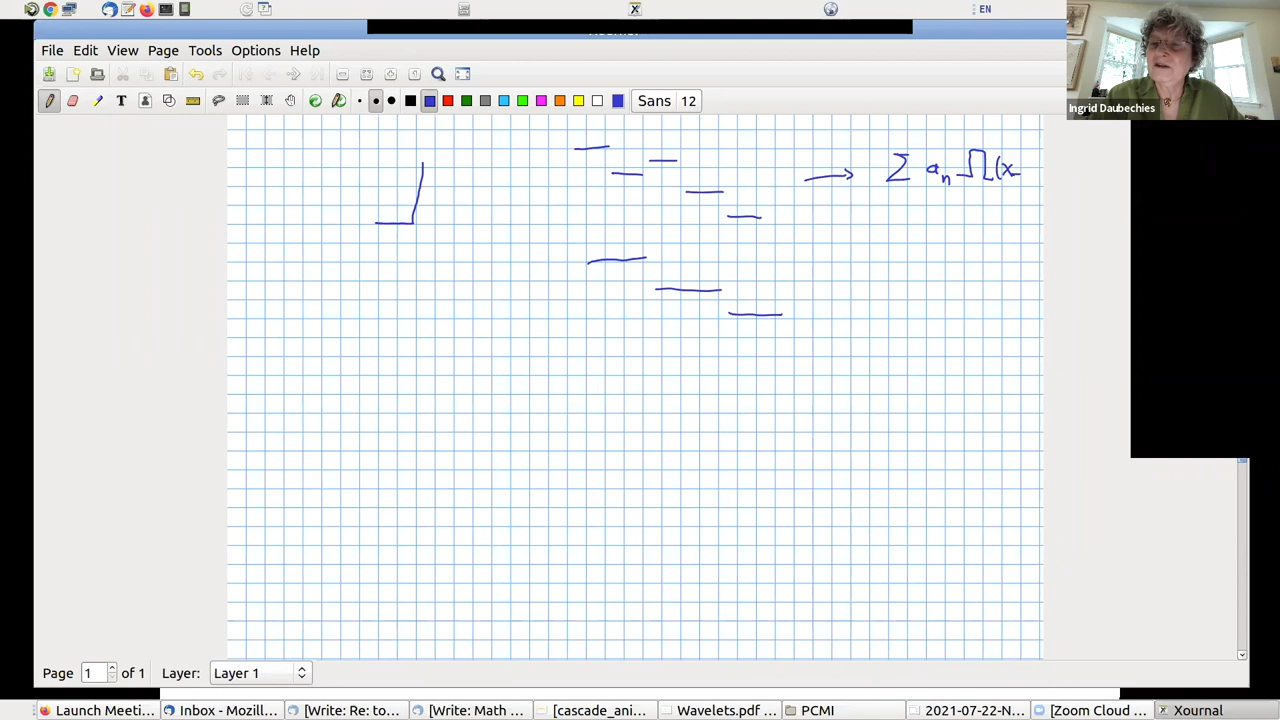 EN
File Edit View Page Tools Options Help
Sans 12
Ingrid Daubechies
Σ aₙ (x
Page 1 of 1 Layer: Layer 1
Launch Meeti... Inbox - Mozill... [Write: Re: to... [Write: Math ... [cascade_ani... Wavelets.pdf ... PCMI 2021-07-22-N... [Zoom Cloud ... Xournal